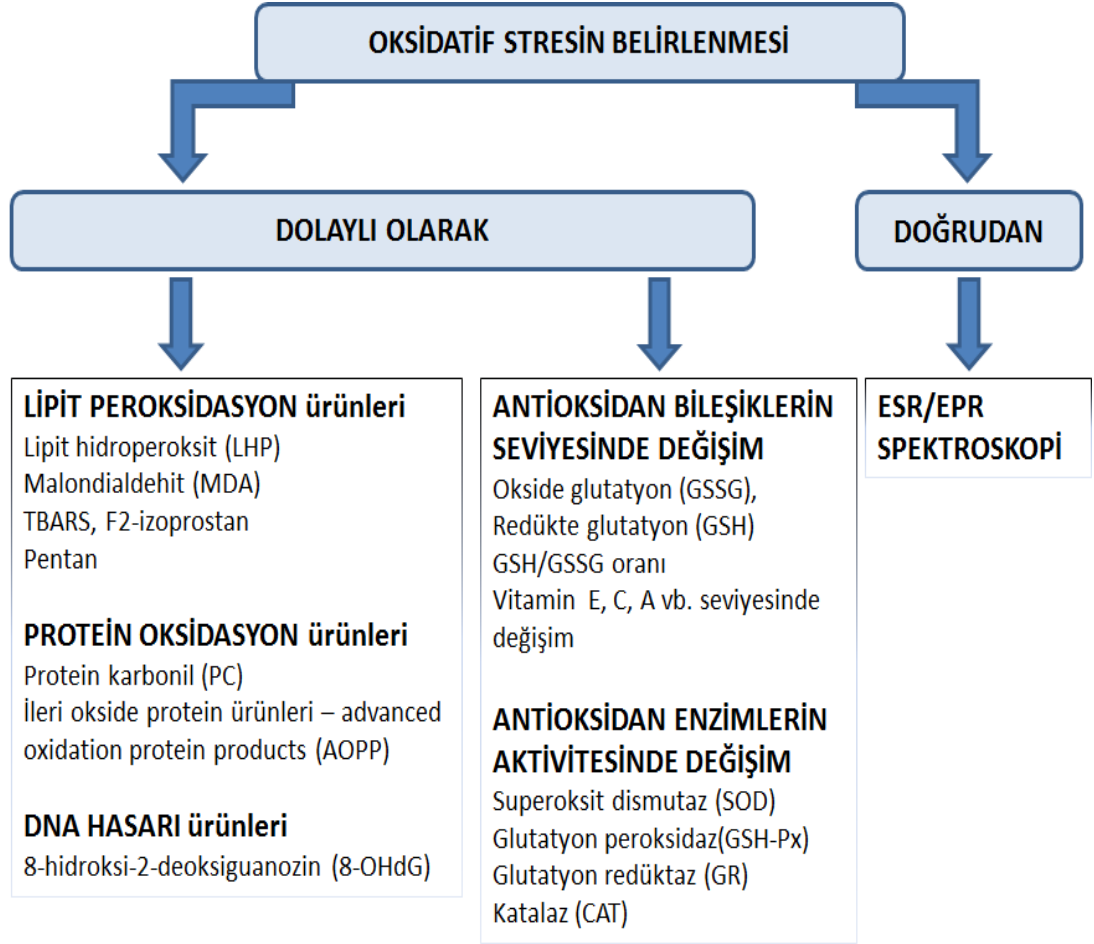 OKSİDATİF STRESİN BELİRLENMESİ
DOLAYLI OLARAK
DOĞRUDAN
LİPİT PEROKSİDASYON ürünleri
Lipit hidroperoksit (LHP)
Malondialdehit (MDA)
TBARS, F2-izoprostan
Pentan
PROTEİN OKSİDASYON ürünleri
Protein karbonil (PC)
İleri okside protein ürünleri – advanced
oxidation protein products (AOPP)
DNA HASARI ürünleri
8-hidroksi-2-deoksiguanozin (8-OHdG)
ANTİOKSİDAN BİLEŞİKLERİN
SEVİYESİNDE DEĞİŞİM
Okside glutatyon (GSSG),
Redükte glutatyon (GSH)
GSH/GSSG oranı
Vitamin  E, C, A vb. seviyesinde
değişim
ANTİOKSİDAN ENZİMLERİN
AKTİVİTESİNDE DEĞİŞİM
Superoksit dismutaz (SOD)
Glutatyon peroksidaz(GSH-Px)
Glutatyon redüktaz (GR)
Katalaz (CAT)
ESR/EPR
SPEKTROSKOPİ